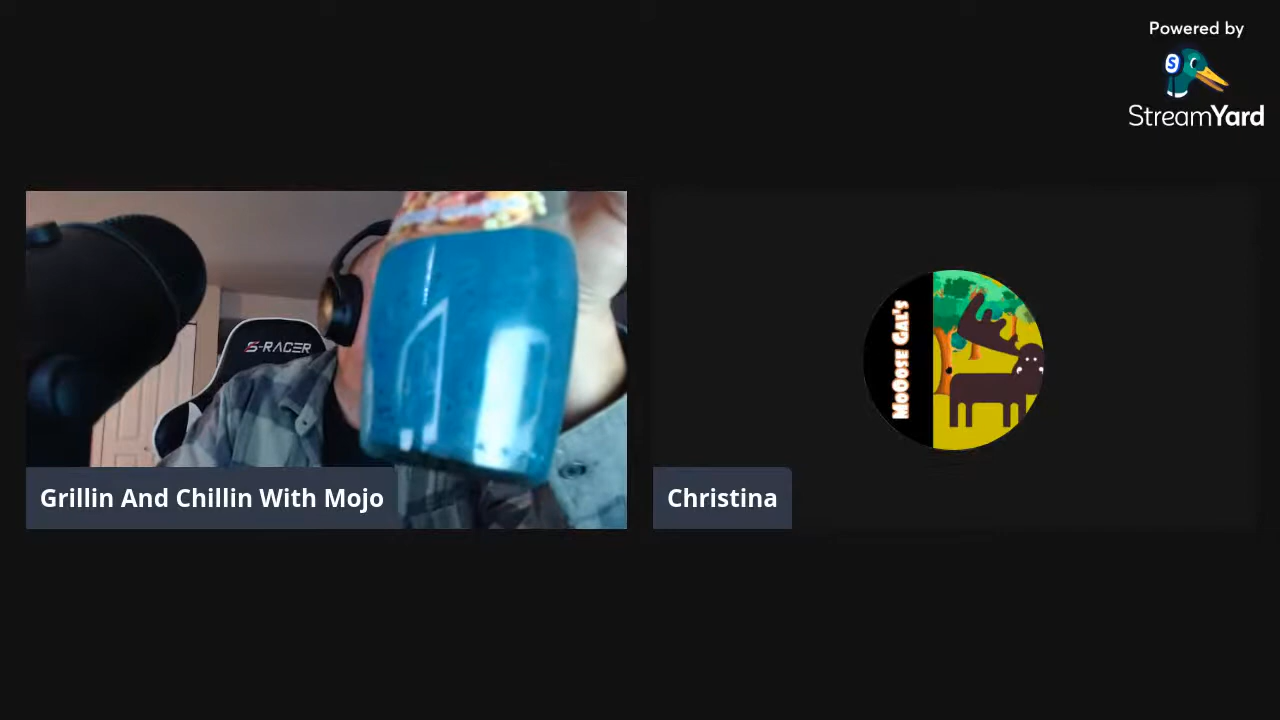 Powered by
S
StreamYard
S-RACER
MoOose Gal's
Grillin And Chillin With Mojo
Christina